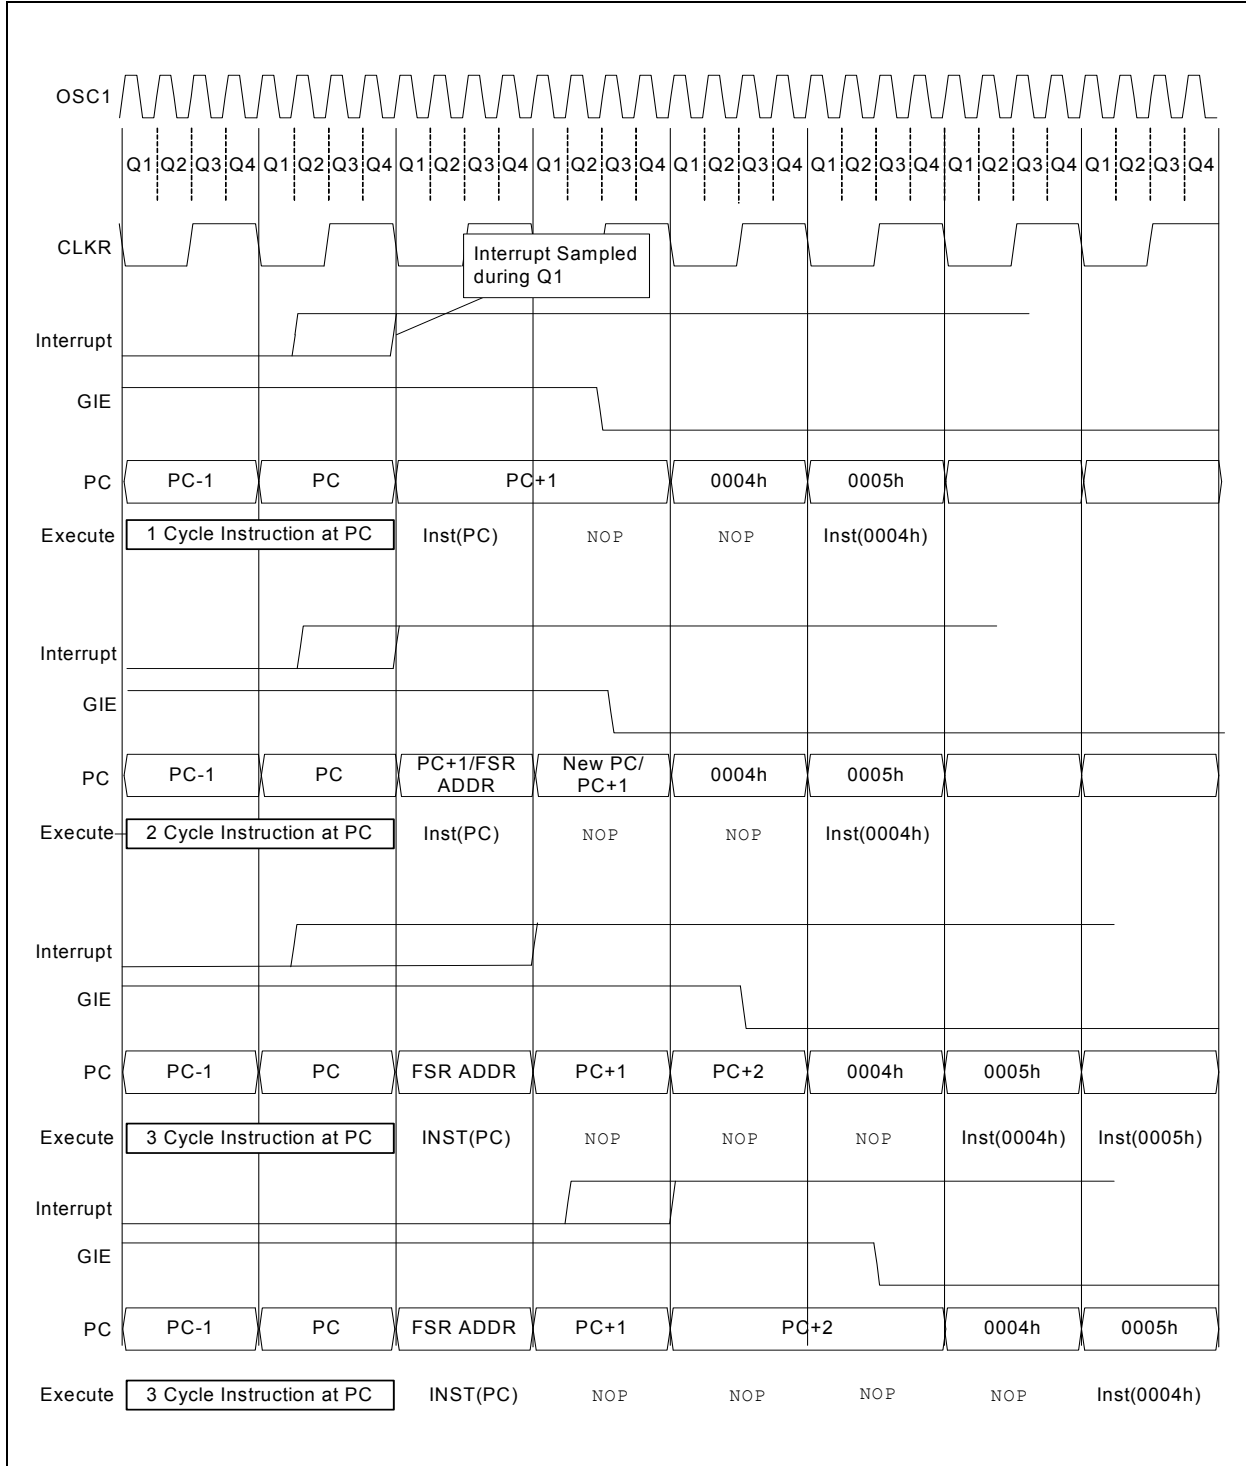 OSC1
Q1 Q2 Q3 Q4 Q1 Q2 Q3 Q4 Q1 Q2 Q3 Q4 Q1 Q2 Q3 Q4 Q1 Q2 Q3 Q4 Q1 Q2 Q3 Q4 Q1 Q2 Q3 Q4 Q1 Q2 Q3 Q4
CLKR
Interrupt Sampled
during Q1
Interrupt
GIE
PC PC-1 PC PC+1 0004h 0005h
Execute 1 Cycle Instruction at PC Inst(PC) NOP NOP Inst(0004h)
Interrupt
GIE
PC PC-1 PC PC+1/FSR ADDR New PC/ PC+1 0004h 0005h
Execute 2 Cycle Instruction at PC Inst(PC) NOP NOP Inst(0004h)
Interrupt
GIE
PC PC-1 PC FSR ADDR PC+1 PC+2 0004h 0005h
Execute 3 Cycle Instruction at PC INST(PC) NOP NOP NOP Inst(0004h) Inst(0005h)
Interrupt
GIE
PC PC-1 PC FSR ADDR PC+1 PC+2 0004h 0005h
Execute 3 Cycle Instruction at PC INST(PC) NOP NOP NOP NOP Inst(0004h)